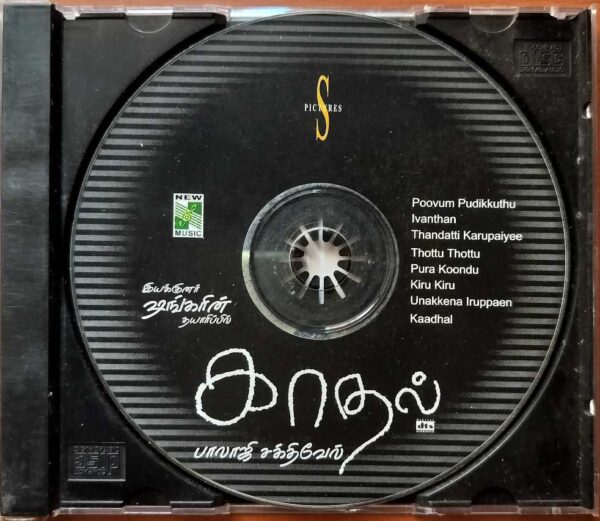 S
PICTURES
NEW
MUSIC
Poovum Pudikkuthu
Ivanthan
Thandatti Karupaiyee
Thottu Thottu
Pura Koondu
Kiru Kiru
Unakkena Iruppaen
Kaadhal
இயக்குனர்
ஷங்கரின்
தயாரிப்பில்
காதல்
dts
பாலாஜி சக்திவேல்